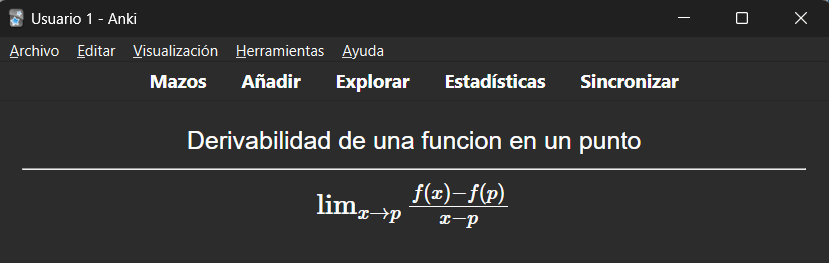 Usuario 1 - Anki
Archivo Editar Visualización Herramientas Ayuda
Mazos Añadir Explorar Estadísticas Sincronizar
Derivabilidad de una funcion en un punto
lim_{x→p} \frac{f(x)−f(p)}{x−p}